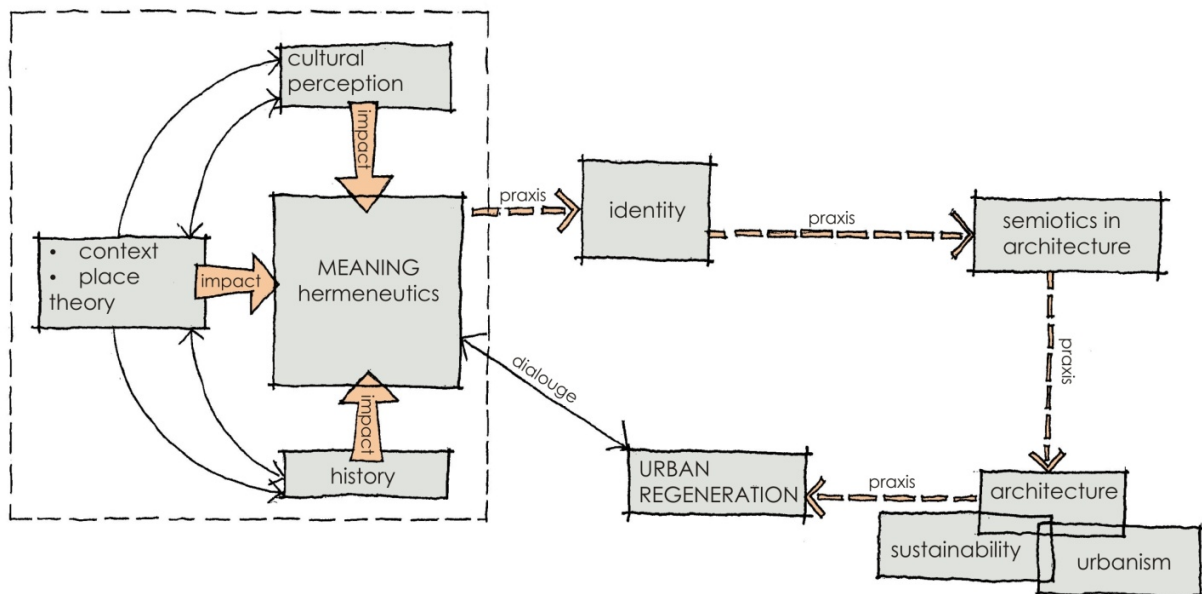 cultural
perception
impact
• context
• place
theory
impact
MEANING
hermeneutics
impact
history
praxis
identity
praxis
semiotics in
architecture
praxis
dialouge
URBAN
REGENERATION
praxis
architecture
sustainability
urbanism